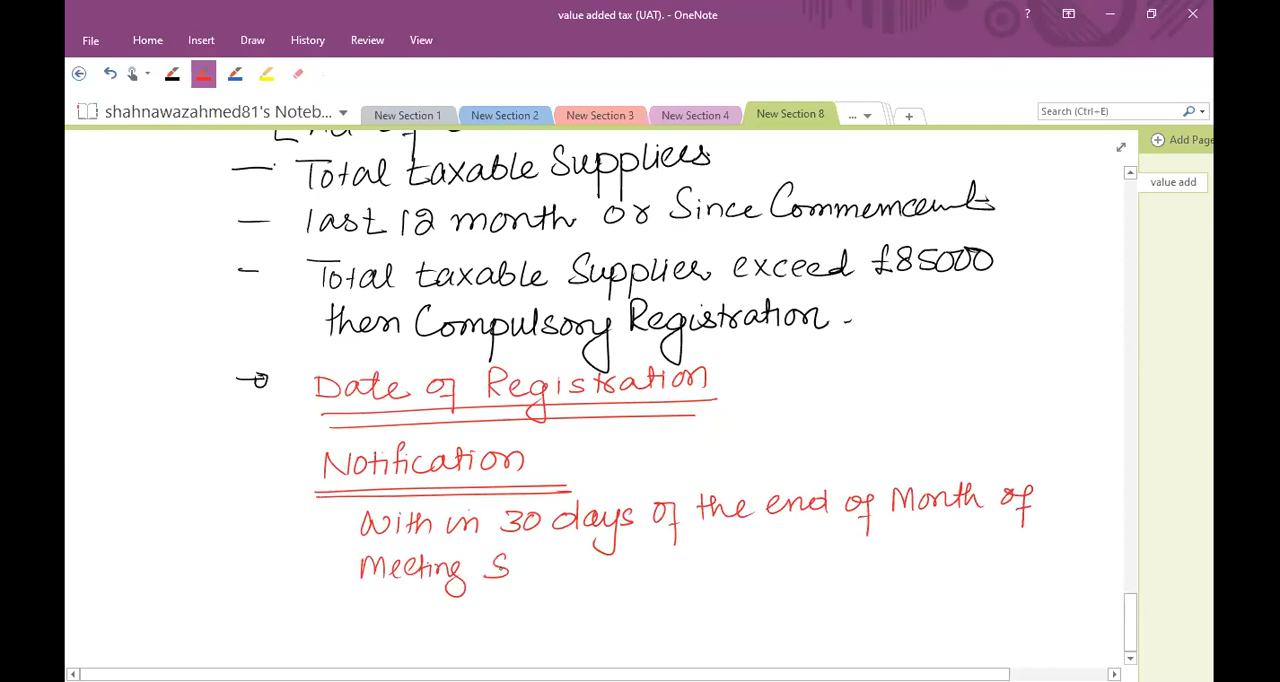 value added tax (UAT). - OneNote
?
File Home Insert Draw History Review View
shahnawazahmed81's Noteb... New Section 1 New Section 2 New Section 3 New Section 4 New Section 8 ... + Search (Ctrl+E)
Add Page
value add
— Total taxable Suppliers
— last 12 month or Since Commencement
- Total taxable Supplier exceed £85000
then Compulsory Registration.
→ Date of Registration
Notification
With in 30 days of the end of Month of
Meeting S